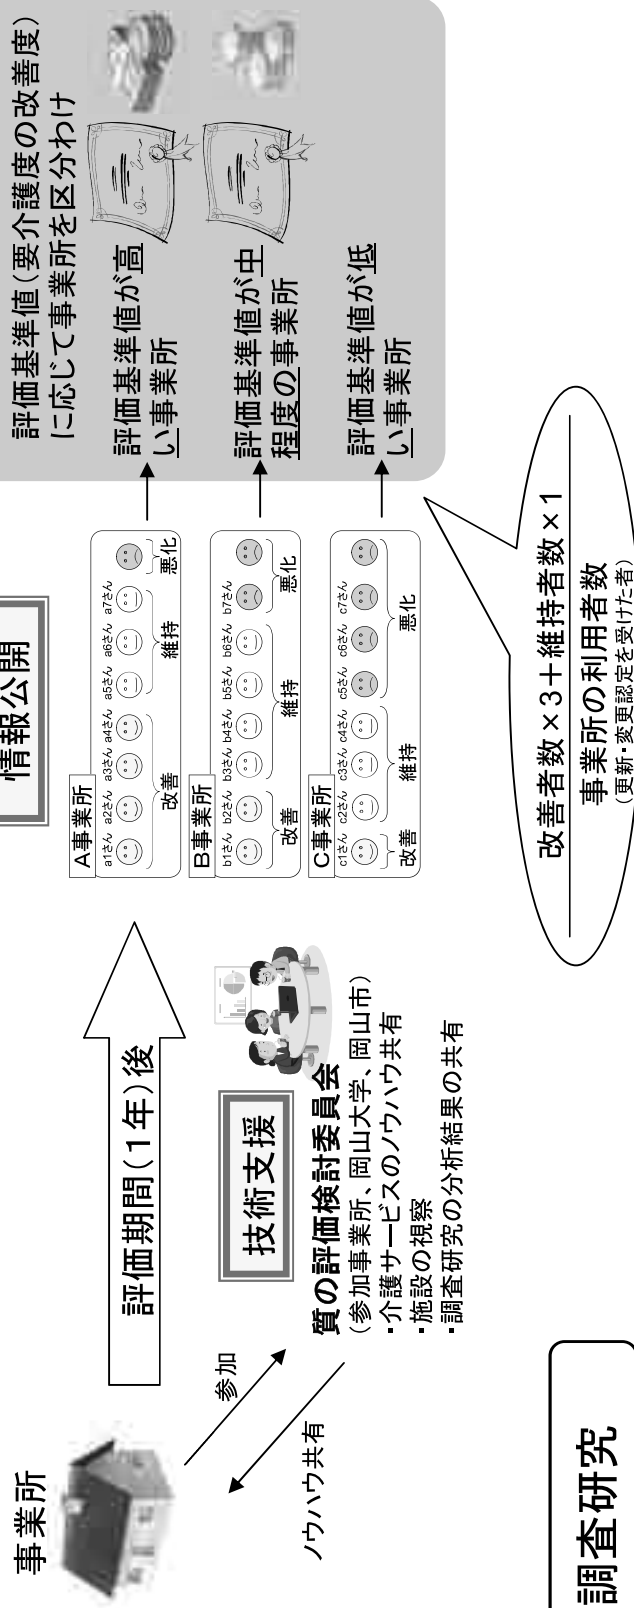 事業所
評価期間(1年)後
情報公開
評価基準値(要介護度の改善度)
に応じて事業所を区分わけ
A事業所
a1さん a2さん a3さん a4さん a5さん a6さん a7さん
改善
維持
悪化
評価基準値が高
い事業所
B事業所
b1さん b2さん b3さん b4さん b5さん b6さん b7さん
改善
維持
悪化
評価基準値が中
程度の事業所
C事業所
c1さん c2さん c3さん c4さん c5さん c6さん c7さん
改善
維持
悪化
評価基準値が低
い事業所
参加
ノウハウ共有
技術支援
質の評価検討委員会
(参加事業所、岡山大学、岡山市)
・介護サービスのノウハウ共有
・施設の視察
・調査研究の分析結果の共有
改善者数×3+維持者数×1
事業所の利用者数
(更新・変更認定を受けた者)
調査研究